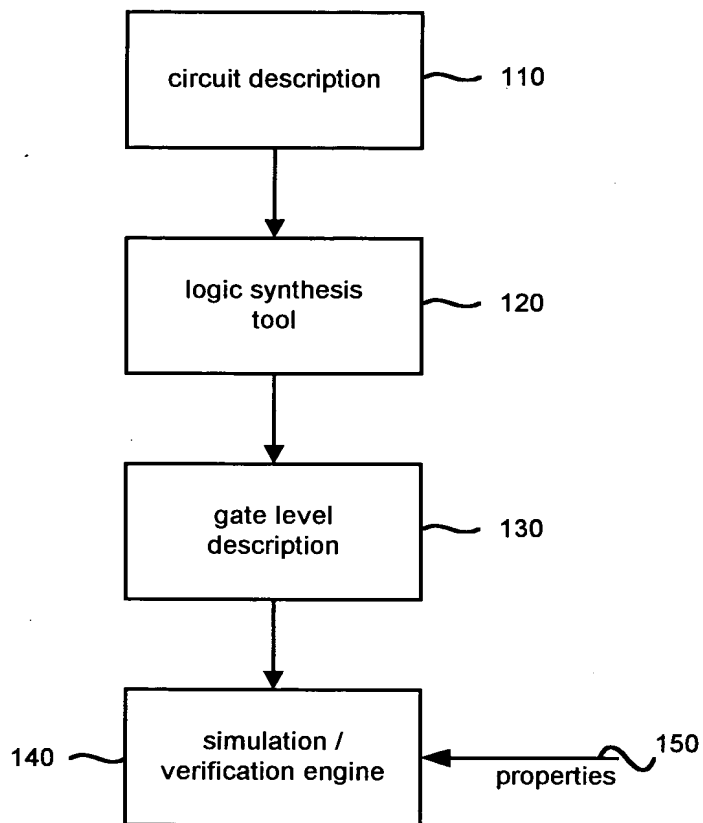 circuit description
110
logic synthesis
tool
120
gate level
description
130
140
simulation /
verification engine
150
properties